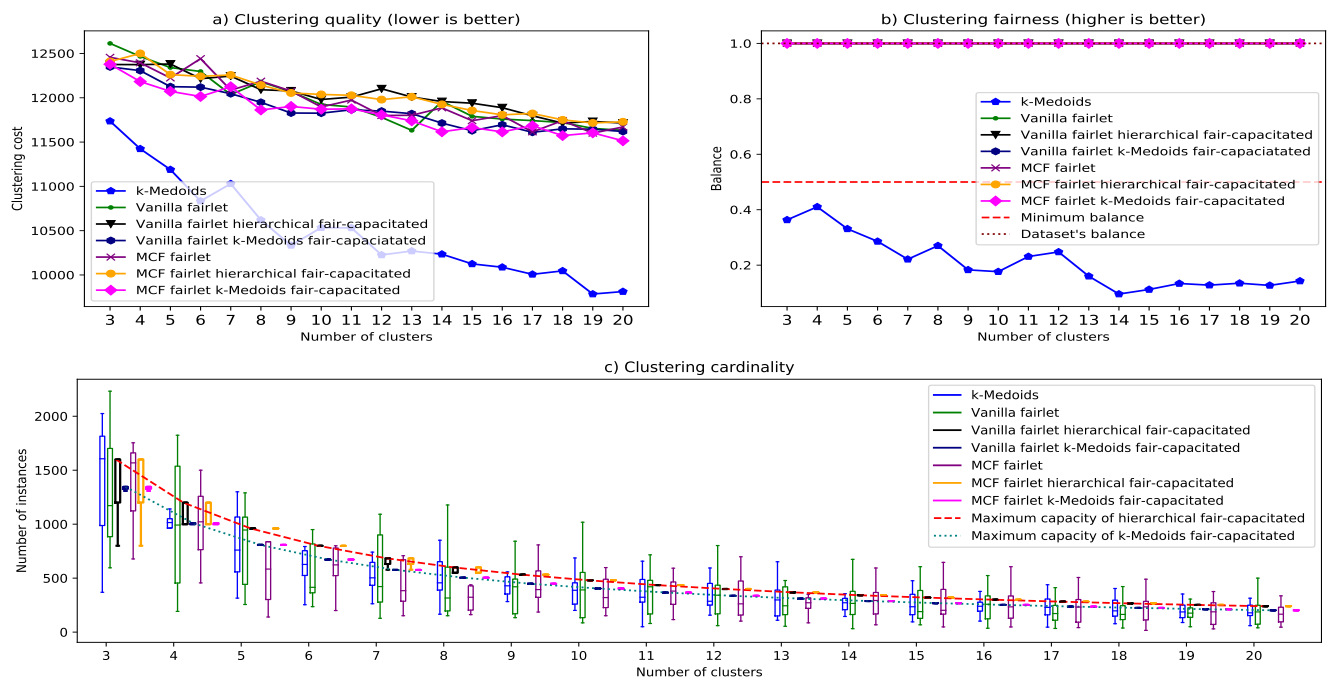 a) Clustering quality (lower is better)
Clustering cost
12500
12000
11500
11000
10500
10000
k-Medoids
Vanilla fairlet
Vanilla fairlet hierarchical fair-capacitated
Vanilla fairlet k-Medoids fair-capaciatated
MCF fairlet
MCF fairlet hierarchical fair-capacitated
MCF fairlet k-Medoids fair-capacitated
3 4 5 6 7 8 9 10 11 12 13 14 15 16 17 18 19 20
Number of clusters
b) Clustering fairness (higher is better)
Balance
1.0
0.8
0.6
0.4
0.2
k-Medoids
Vanilla fairlet
Vanilla fairlet hierarchical fair-capacitated
Vanilla fairlet k-Medoids fair-capaciatated
MCF fairlet
MCF fairlet hierarchical fair-capacitated
MCF fairlet k-Medoids fair-capacitated
Minimum balance
Dataset's balance
3 4 5 6 7 8 9 10 11 12 13 14 15 16 17 18 19 20
Number of clusters
c) Clustering cardinality
Number of instances
2000
1500
1000
500
0
k-Medoids
Vanilla fairlet
Vanilla fairlet hierarchical fair-capacitated
Vanilla fairlet k-Medoids fair-capacitated
MCF fairlet
MCF fairlet hierarchical fair-capacitated
MCF fairlet k-Medoids fair-capacitated
Maximum capacity of hierarchical fair-capacitated
Maximum capacity of k-Medoids fair-capacitated
3 4 5 6 7 8 9 10 11 12 13 14 15 16 17 18 19 20
Number of clusters